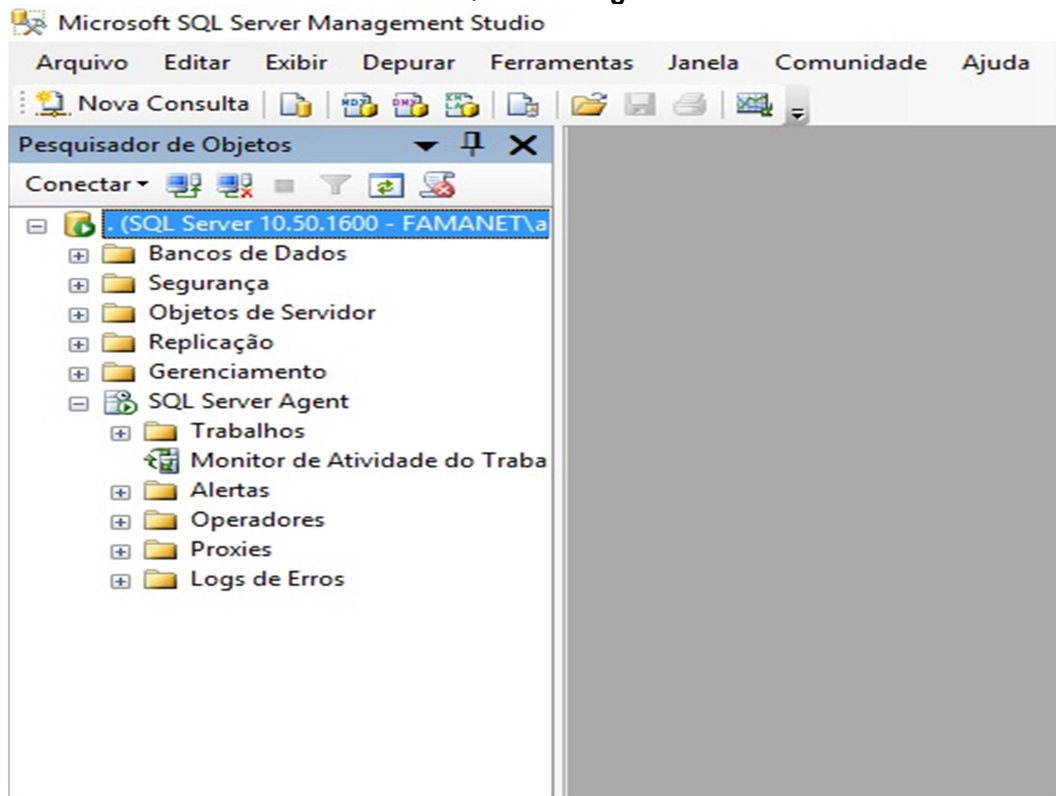 Microsoft SQL Server Management Studio
Arquivo Editar Exibir Depurar Ferramentas Janela Comunidade Ajuda
Nova Consulta
Pesquisador de Objetos
Conectar
. (SQL Server 10.50.1600 - FAMANET\a
Bancos de Dados
Segurança
Objetos de Servidor
Replicação
Gerenciamento
SQL Server Agent
Trabalhos
Monitor de Atividade do Traba
Alertas
Operadores
Proxies
Logs de Erros